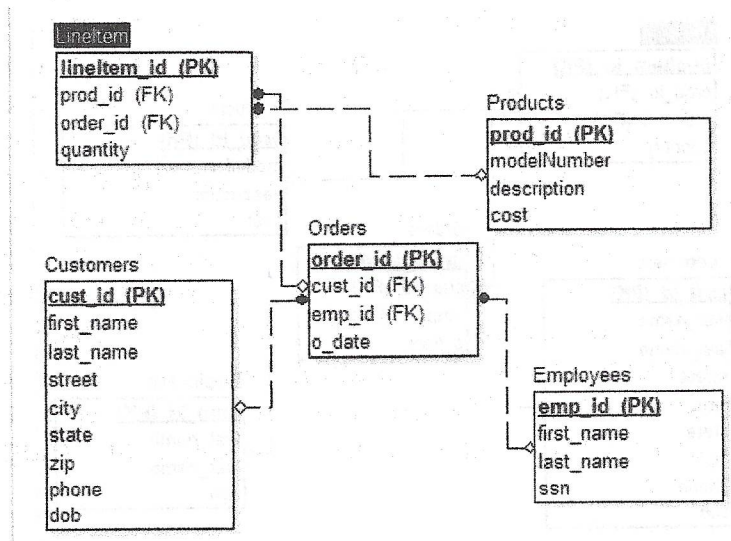 LineItem
lineItem_id (PK)
prod_id (FK)
order_id (FK)
quantity
Products
prod_id (PK)
modelNumber
description
cost
Orders
order_id (PK)
cust_id (FK)
emp_id (FK)
o_date
Customers
cust_id (PK)
first_name
last_name
street
city
state
zip
phone
dob
Employees
emp_id (PK)
first_name
last_name
ssn